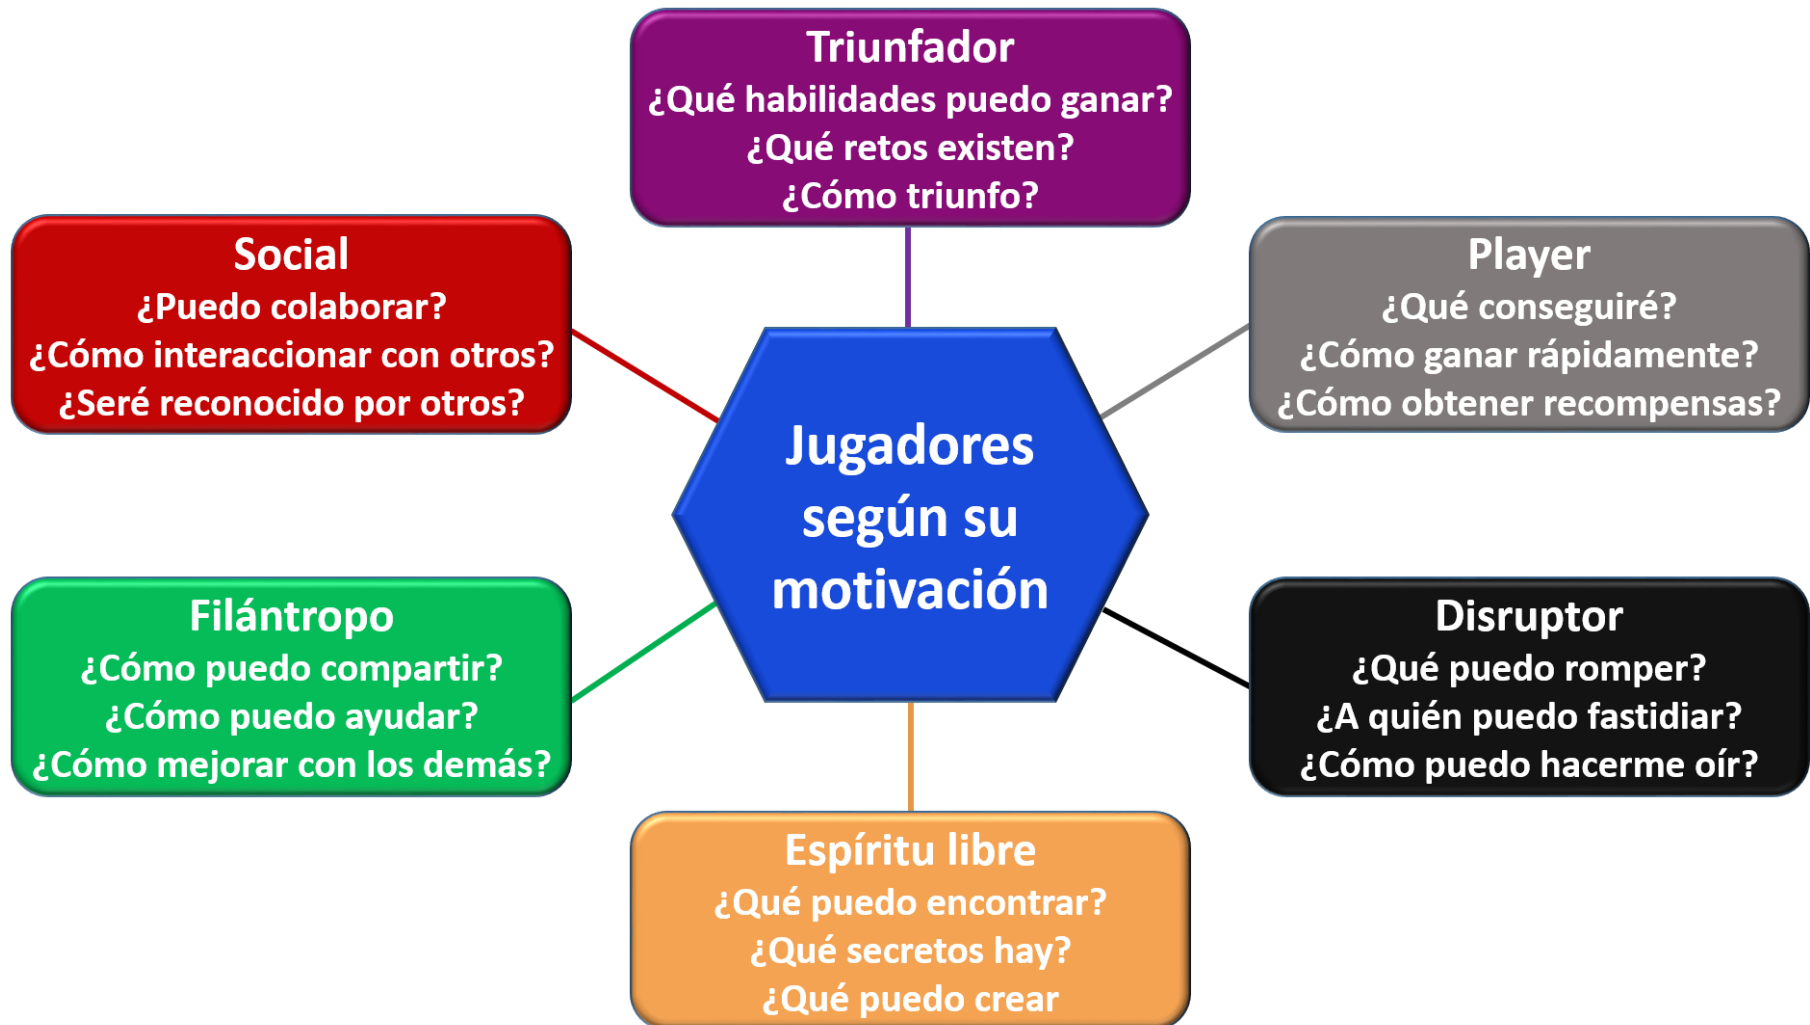 Triunfador
¿Qué habilidades puedo ganar?
¿Qué retos existen?
¿Cómo triunfo?
Social
¿Puedo colaborar?
¿Cómo interaccionar con otros?
¿Seré reconocido por otros?
Player
¿Qué conseguiré?
¿Cómo ganar rápidamente?
¿Cómo obtener recompensas?
Jugadores
según su
motivación
Filántropo
¿Cómo puedo compartir?
¿Cómo puedo ayudar?
¿Cómo mejorar con los demás?
Disruptor
¿Qué puedo romper?
¿A quién puedo fastidiar?
¿Cómo puedo hacerme oír?
Espíritu libre
¿Qué puedo encontrar?
¿Qué secretos hay?
¿Qué puedo crear